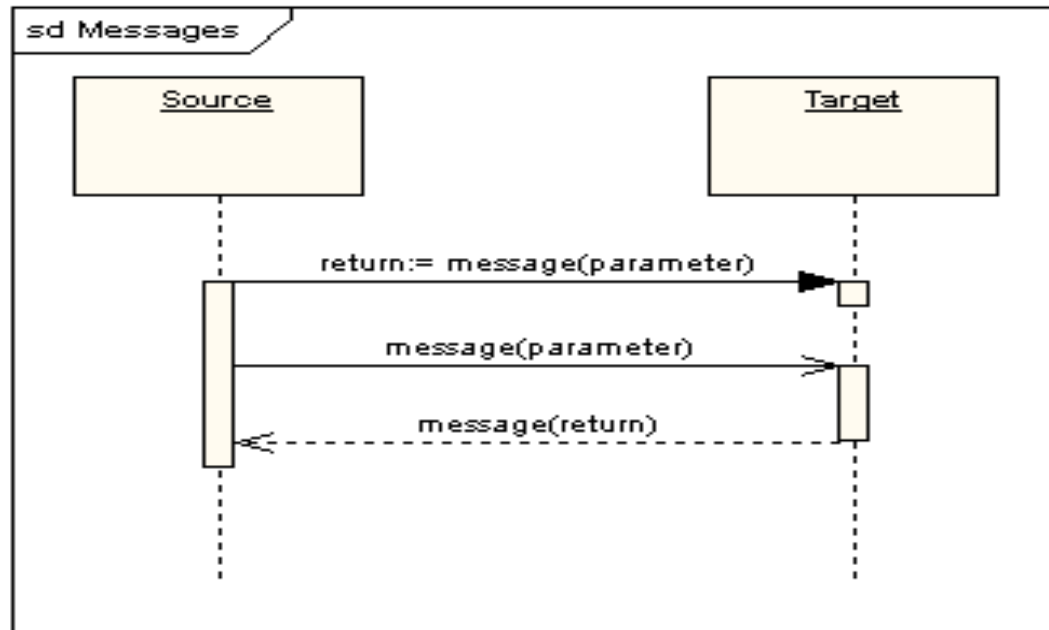 sd Messages
Source
Target
return:= message(parameter)
message(parameter)
message(return)